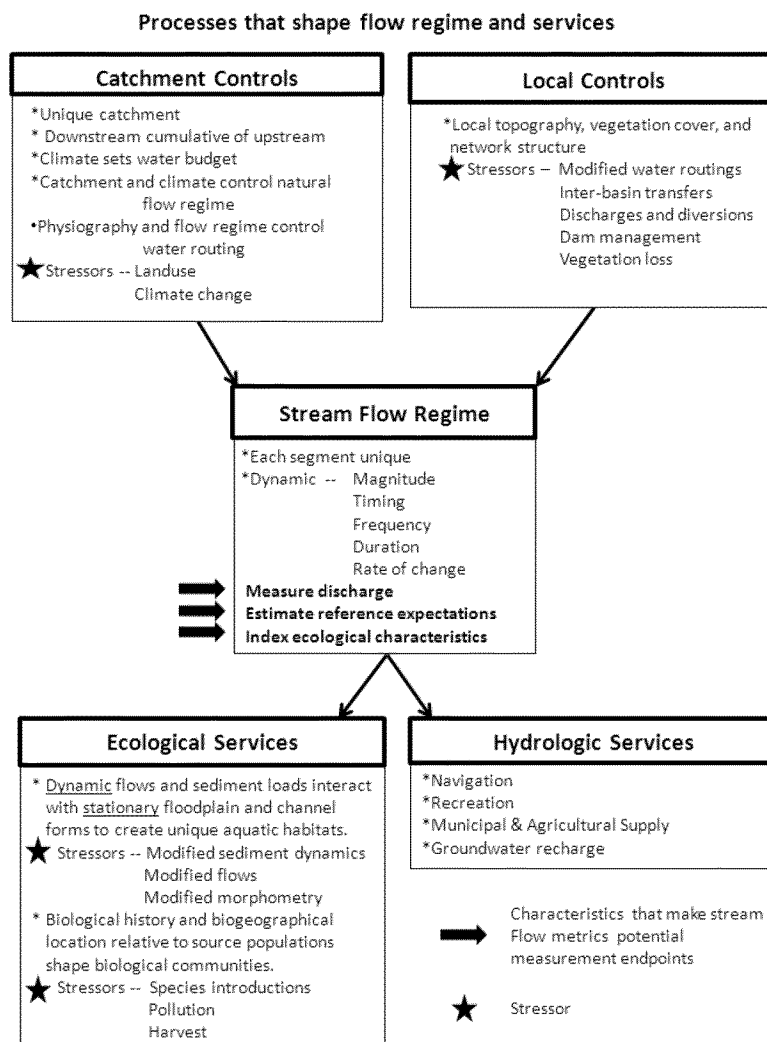 Processes that shape flow regime and services
Catchment Controls
*Unique catchment
* Downstream cumulative of upstream
*Climate sets water budget
*Catchment and climate control natural
flow regime
•Physiography and flow regime control
water routing
Stressors -- Landuse
Climate change
Local Controls
*Local topography, vegetation cover, and
network structure
Stressors – Modified water routings
Inter-basin transfers
Discharges and diversions
Dam management
Vegetation loss
Stream Flow Regime
*Each segment unique
*Dynamic -- Magnitude
Timing
Frequency
Duration
Rate of change
Measure discharge
Estimate reference expectations
Index ecological characteristics
Ecological Services
* Dynamic flows and sediment loads interact
with stationary floodplain and channel
forms to create unique aquatic habitats.
Stressors -- Modified sediment dynamics
Modified flows
Modified morphometry
* Biological history and biogeographical
location relative to source populations
shape biological communities.
Stressors -- Species introductions
Pollution
Harvest
Hydrologic Services
*Navigation
*Recreation
*Municipal & Agricultural Supply
*Groundwater recharge
Characteristics that make stream
Flow metrics potential
measurement endpoints
Stressor